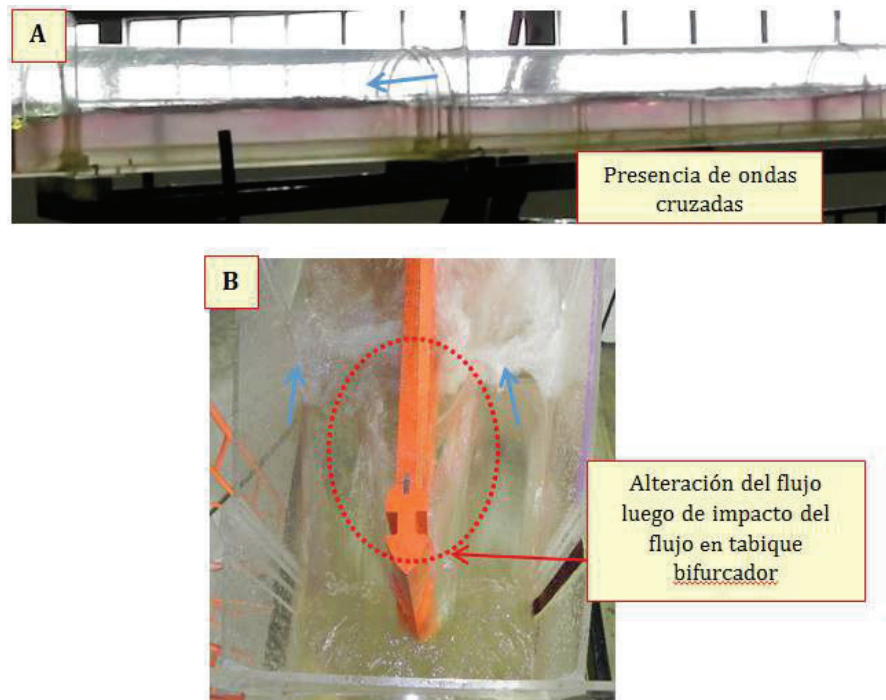 A
Presencia de ondas
cruzadas
B
Alteración del flujo
luego de impacto del
flujo en tabique
bifurcador